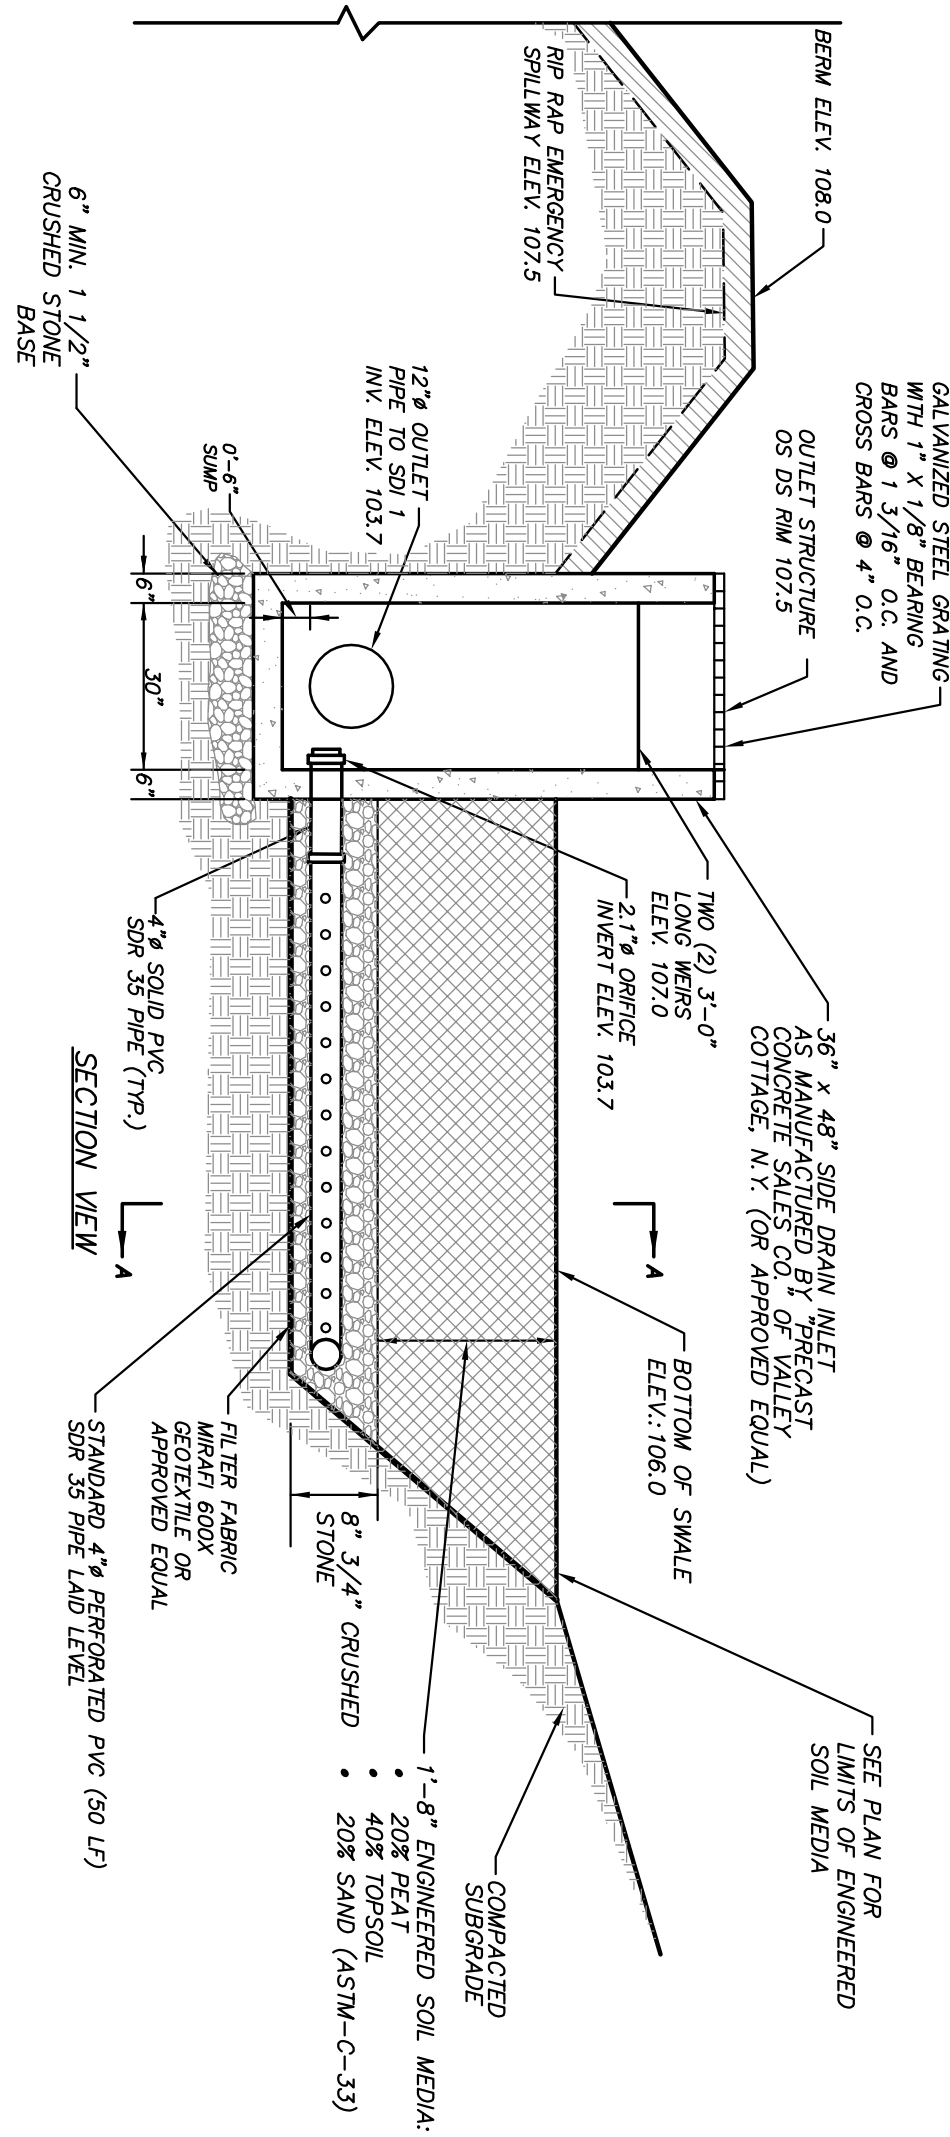 BERM ELEV. 108.0
RIP RAP EMERGENCY
SPILLWAY ELEV. 107.5
GALVANIZED STEEL GRATING
WITH 1" X 1/8" BEARING
BARS @ 1 3/16" O.C. AND
CROSS BARS @ 4" O.C.
OUTLET STRUCTURE
OS DS RIM 107.5
12"ø OUTLET
PIPE TO SDI 1
INV. ELEV. 103.7
6" MIN. 1 1/2"
CRUSHED STONE
BASE
0'-6"
SUMP
6"
30"
6"
36" x 48" SIDE DRAIN INLET
AS MANUFACTURED BY "PRECAST
CONCRETE SALES CO." OF VALLEY
COTTAGE, N.Y. (OR APPROVED EQUAL)
TWO (2) 3'-0"
LONG WEIRS
ELEV. 107.0
2.1"ø ORIFICE
INVERT ELEV. 103.7
4"ø SOLID PVC
SDR 35 PIPE (TYP.)
A
A
BOTTOM OF SWALE
ELEV.: 106.0
SEE PLAN FOR
LIMITS OF ENGINEERED
SOIL MEDIA
COMPACTED
SUBGRADE
1'-8" ENGINEERED SOIL MEDIA:
• 20% PEAT
• 40% TOPSOIL
• 20% SAND (ASTM-C-33)
8" 3/4" CRUSHED
STONE
FILTER FABRIC
MIRAFI 600X
GEOTEXTILE OR
APPROVED EQUAL
STANDARD 4"ø PERFORATED PVC (50 LF)
SDR 35 PIPE LAID LEVEL
SECTION VIEW